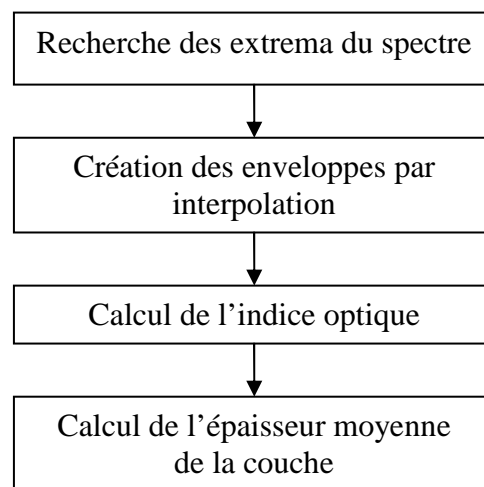 Recherche des extrema du spectre
Création des enveloppes par
interpolation
Calcul de l’indice optique
Calcul de l’épaisseur moyenne
de la couche